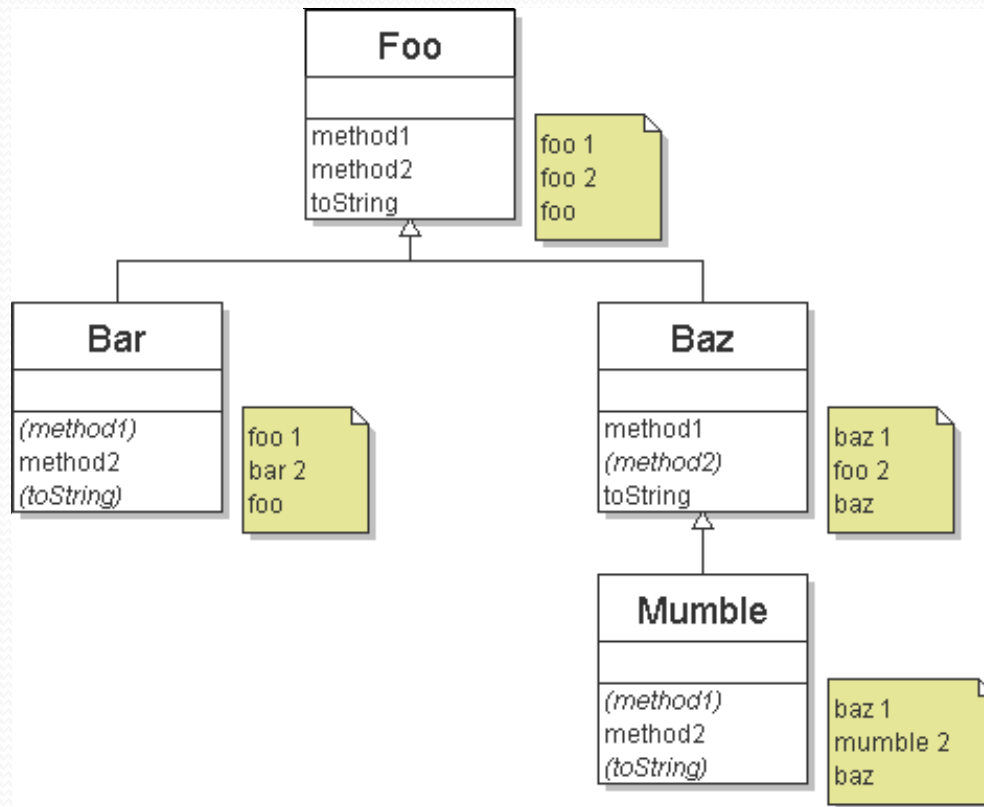 Foo
method1
method2
toString
foo 1
foo 2
foo
Bar
(method1)
method2
(toString)
foo 1
bar 2
foo
Baz
method1
(method2)
toString
baz 1
foo 2
baz
Mumble
(method1)
method2
(toString)
baz 1
mumble 2
baz